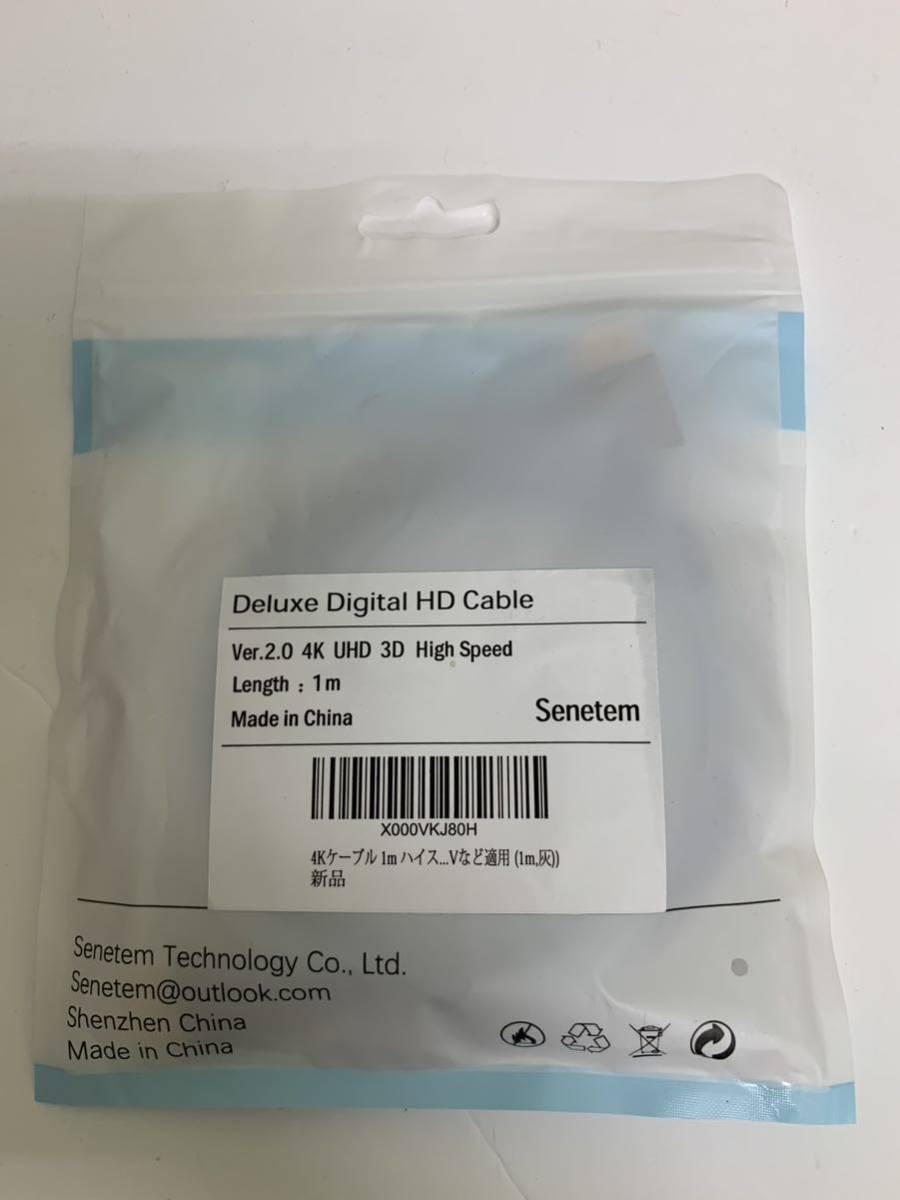 Deluxe Digital HD Cable
Ver.2.0 4K UHD 3D High Speed
Length : 1m
Made in China
Senetem
X000VKJ80H
4Kケーブル 1m ハイス...Vなど適用 (1m,灰))
新品
Senetem Technology Co., Ltd.
Senetem@outlook.com
Shenzhen China
Made in China